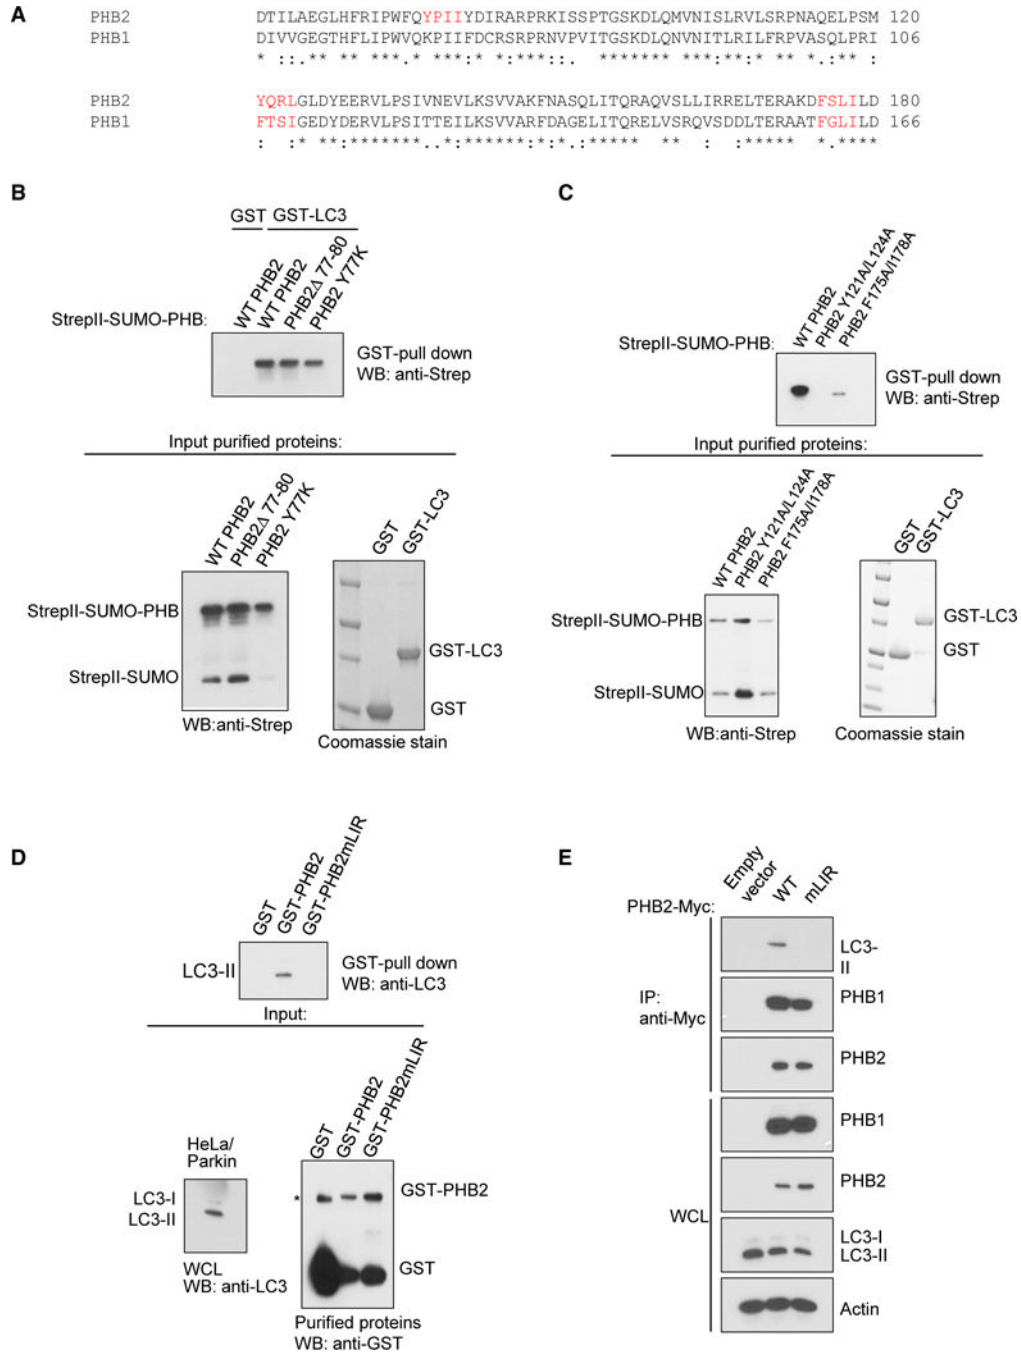 A
PHB2 DTILAEGLHFRIPWFQYPIIYDIRARPRKISSPTGSKDLQMVNISLRVLSRPNAQELPSM 120
PHB1 DIVVGEGTHFLIPWVQKPIIFDCRSRPRNVPVITGSKDLQNVNITLRILFRPVASQLPRI 106
PHB2 YQRLGLDYEERVLPSIVNEVLKSVVAKFNASQLITQRAQVSLLIRRELTERAKDFSLILD 180
PHB1 FTSIGEDYDERVLPSITTEILKSVVARFDAGELITQRELVSRQVSDDLTERAATFGLILD 166
B
GST GST-LC3
WT PHB2
WT PHB2
PHB2Δ 77-80
PHB2 Y77K
StrepII-SUMO-PHB:
GST-pull down
WB: anti-Strep
Input purified proteins:
WT PHB2
PHB2Δ 77-80
PHB2 Y77K
GST
GST-LC3
StrepII-SUMO-PHB
StrepII-SUMO
GST-LC3
GST
WB:anti-Strep
Coomassie stain
C
WT PHB2
PHB2 Y121A/L124A
PHB2 F175A/I178A
StrepII-SUMO-PHB:
GST-pull down
WB: anti-Strep
Input purified proteins:
WT PHB2
PHB2 Y121A/L124A
PHB2 F175A/I178A
GST
GST-LC3
StrepII-SUMO-PHB
StrepII-SUMO
GST-LC3
GST
WB:anti-Strep
Coomassie stain
D
GST
GST-PHB2
GST-PHB2mLIR
LC3-II
GST-pull down
WB: anti-LC3
Input:
HeLa/
Parkin
LC3-I
LC3-II
WCL
WB: anti-LC3
GST
GST-PHB2
GST-PHB2mLIR
*
GST-PHB2
GST
Purified proteins
WB: anti-GST
E
Empty
vector
WT
mLIR
PHB2-Myc:
IP:
anti-Myc
LC3-
II
PHB1
PHB2
WCL
PHB1
PHB2
LC3-I
LC3-II
Actin